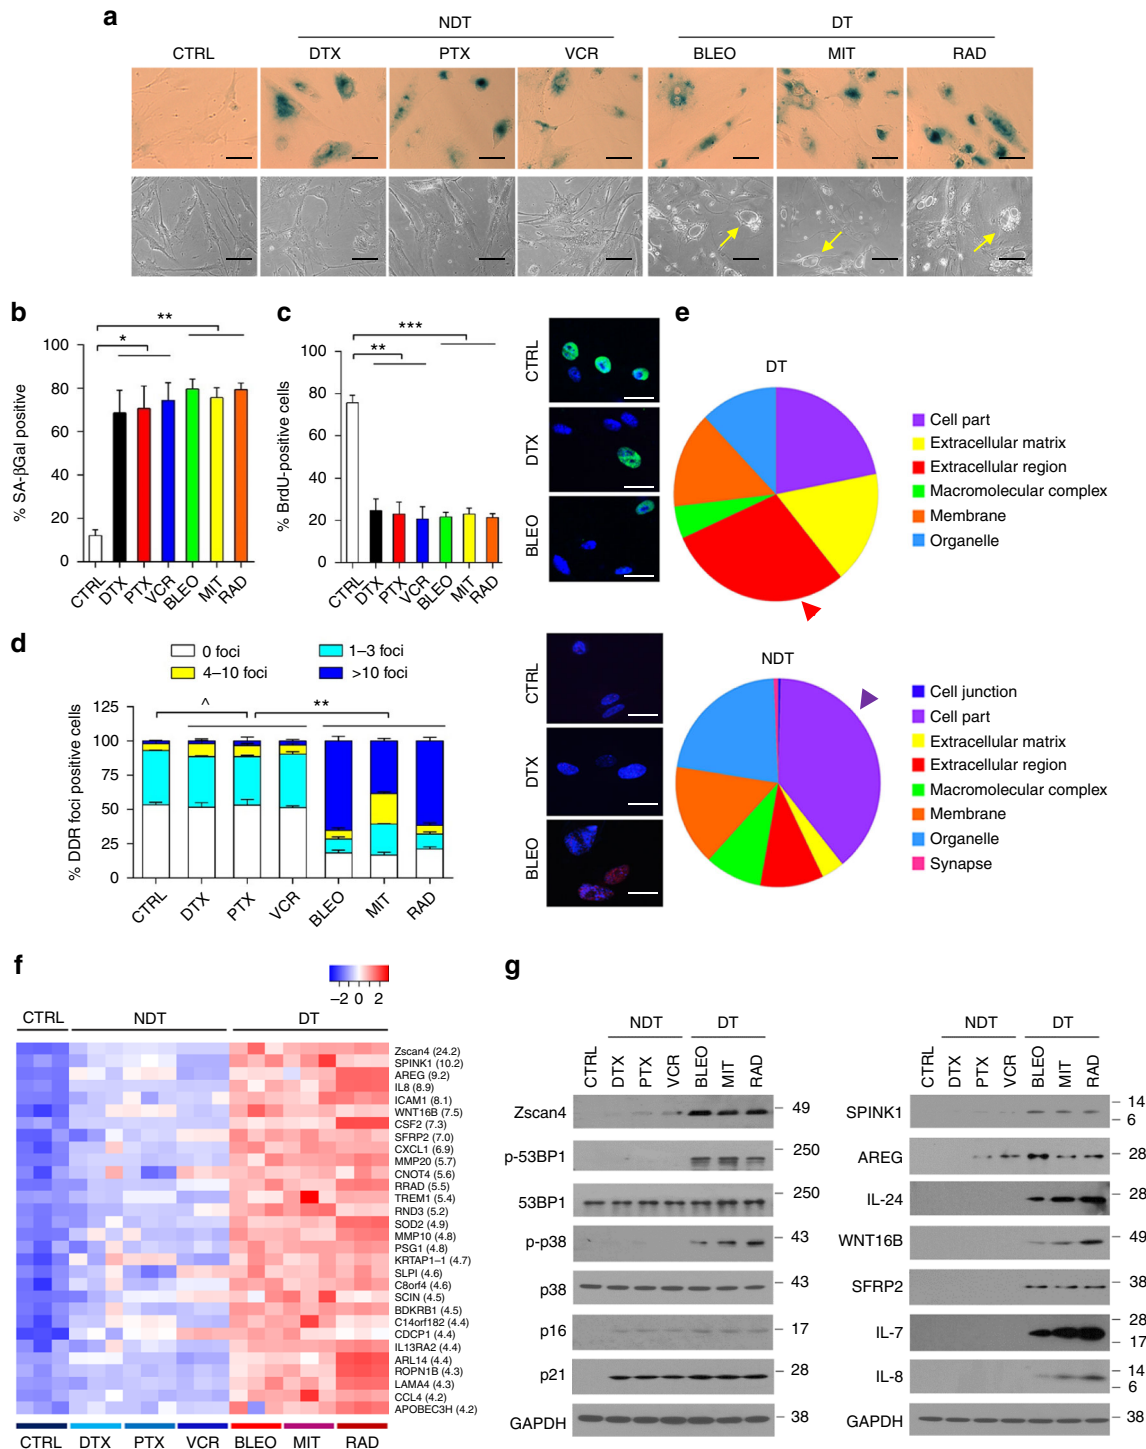 a
NDT
DT
CTRL
DTX
PTX
VCR
BLEO
MIT
RAD
b
**
*
100
80
60
40
20
0
% SA-βGal positive
CTRL
DTX
PTX
VCR
BLEO
MIT
RAD
c
***
**
100
80
60
40
20
0
% BrdU-positive cells
CTRL
DTX
PTX
VCR
BLEO
MIT
RAD
CTRL
DTX
BLEO
e
DT
Cell part
Extracellular matrix
Extracellular region
Macromolecular complex
Membrane
Organelle
NDT
Cell junction
Cell part
Extracellular matrix
Extracellular region
Macromolecular complex
Membrane
Organelle
Synapse
d
0 foci
1–3 foci
4–10 foci
>10 foci
^
**
125
100
75
50
25
0
% DDR foci positive cells
CTRL
DTX
PTX
VCR
BLEO
MIT
RAD
CTRL
DTX
BLEO
f
−2 0 2
CTRL
NDT
DT
Zscan4 (24.2)
SPINK1 (10.2)
AREG (9.2)
IL8 (8.9)
ICAM1 (8.1)
WNT16B (7.5)
CSF2 (7.3)
SFRP2 (7.0)
CXCL1 (6.9)
MMP20 (5.7)
CNOT4 (5.6)
RRAD (5.5)
TREM1 (5.4)
RND3 (5.2)
SOD2 (4.9)
MMP10 (4.8)
PSG1 (4.8)
KRTAP1–1 (4.7)
SLPI (4.6)
C8orf4 (4.6)
SCIN (4.5)
BDKRB1 (4.5)
C14orf182 (4.4)
CDCP1 (4.4)
IL13RA2 (4.4)
ARL14 (4.4)
ROPN1B (4.3)
LAMA4 (4.3)
CCL4 (4.2)
APOBEC3H (4.2)
CTRL
DTX
PTX
VCR
BLEO
MIT
RAD
g
NDT
DT
CTRL
DTX
PTX
VCR
BLEO
MIT
RAD
Zscan4
49
p-53BP1
250
53BP1
250
p-p38
43
p38
43
p16
17
p21
28
GAPDH
38
NDT
DT
CTRL
DTX
PTX
VCR
BLEO
MIT
RAD
SPINK1
14
6
AREG
28
IL-24
28
WNT16B
49
SFRP2
38
IL-7
28
17
IL-8
14
6
GAPDH
38